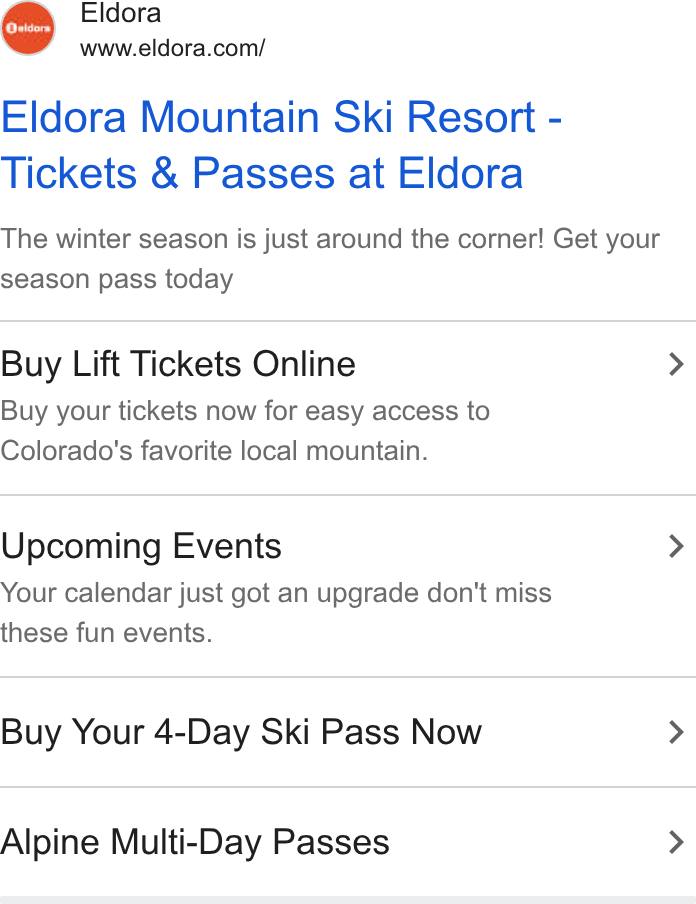 eldora
Eldora
www.eldora.com/
Eldora Mountain Ski Resort -
Tickets & Passes at Eldora
The winter season is just around the corner! Get your
season pass today
Buy Lift Tickets Online
Buy your tickets now for easy access to
Colorado's favorite local mountain.
Upcoming Events
Your calendar just got an upgrade don't miss
these fun events.
Buy Your 4-Day Ski Pass Now
Alpine Multi-Day Passes